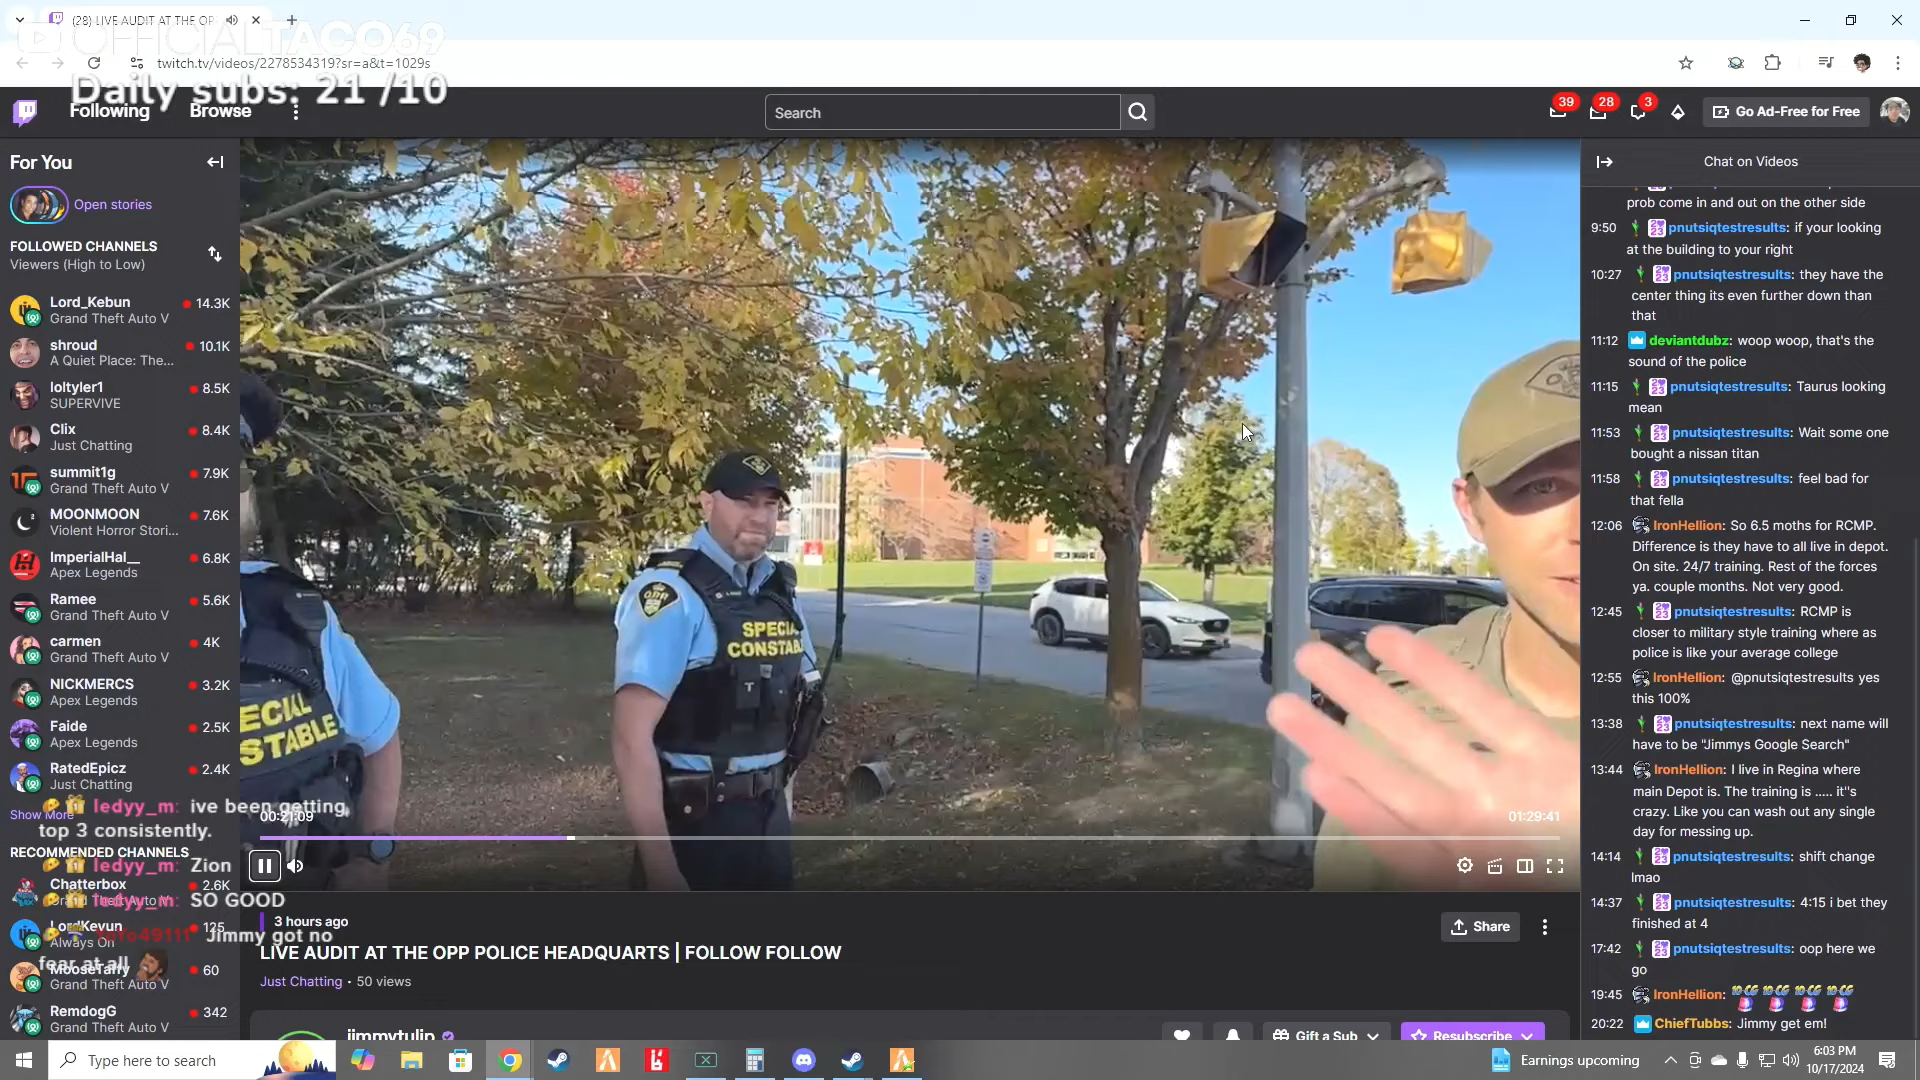 (28) LIVE AUDIT AT THE OP
OFFICIALTACO69
twitch.tv/videos/2278534319?sr=a&t=1029s
Daily subs: 21 /10
Following
Browse
Search
39
28
3
Go Ad-Free for Free
For You
Open stories
FOLLOWED CHANNELS
Viewers (High to Low)
Lord_Kebun
14.3K
Grand Theft Auto V
shroud
10.1K
A Quiet Place: The...
loltyler1
8.5K
SUPERVIVE
Clix
8.4K
Just Chatting
summit1g
7.9K
Grand Theft Auto V
MOONMOON
7.6K
Violent Horror Stori...
ImperialHal__
6.8K
Apex Legends
Ramee
5.6K
Grand Theft Auto V
carmen
4K
Grand Theft Auto V
NICKMERCS
3.2K
Apex Legends
Faide
2.5K
Apex Legends
RatedEpicz
2.4K
Just Chatting
Show More
ledyy_m: ive been getting
top 3 consistently.
RECOMMENDED CHANNELS
ledyy_m: Zion
Chatterbox
2.6K
Grand Theft Auto V
ledyy_m: SO GOOD
LordKevun
125
Always On
YoYo49111: Jimmy got no
fear at all
MooseTaffy
60
Grand Theft Auto V
RemdogG
342
Grand Theft Auto V
OPP
SPECIAL
CONSTAB
ECIAL
STABLE
00:21:09
01:29:41
3 hours ago
LIVE AUDIT AT THE OPP POLICE HEADQUARTS | FOLLOW FOLLOW
Just Chatting • 50 views
Share
jimmytulip
Gift a Sub
Resubscribe
Chat on Videos
prob come in and out on the other side
9:50 pnutsiqtestresults: if your looking
at the building to your right
10:27 pnutsiqtestresults: they have the
center thing its even further down than
that
11:12 deviantdubz: woop woop, that's the
sound of the police
11:15 pnutsiqtestresults: Taurus looking
mean
11:53 pnutsiqtestresults: Wait some one
bought a nissan titan
11:58 pnutsiqtestresults: feel bad for
that fella
12:06 IronHellion: So 6.5 moths for RCMP.
Difference is they have to all live in depot.
On site. 24/7 training. Rest of the forces
ya. couple months. Not very good.
12:45 pnutsiqtestresults: RCMP is
closer to military style training where as
police is like your average college
12:55 IronHellion: @pnutsiqtestresults yes
this 100%
13:38 pnutsiqtestresults: next name will
have to be "Jimmys Google Search"
13:44 IronHellion: I live in Regina where
main Depot is. The training is ..... it"s
crazy. Like you can wash out any single
day for messing up.
14:14 pnutsiqtestresults: shift change
lmao
14:37 pnutsiqtestresults: 4:15 i bet they
finished at 4
17:42 pnutsiqtestresults: oop here we
go
19:45 IronHellion:
20:22 ChiefTubbs: Jimmy get em!
Type here to search
Earnings upcoming
6:03 PM
10/17/2024